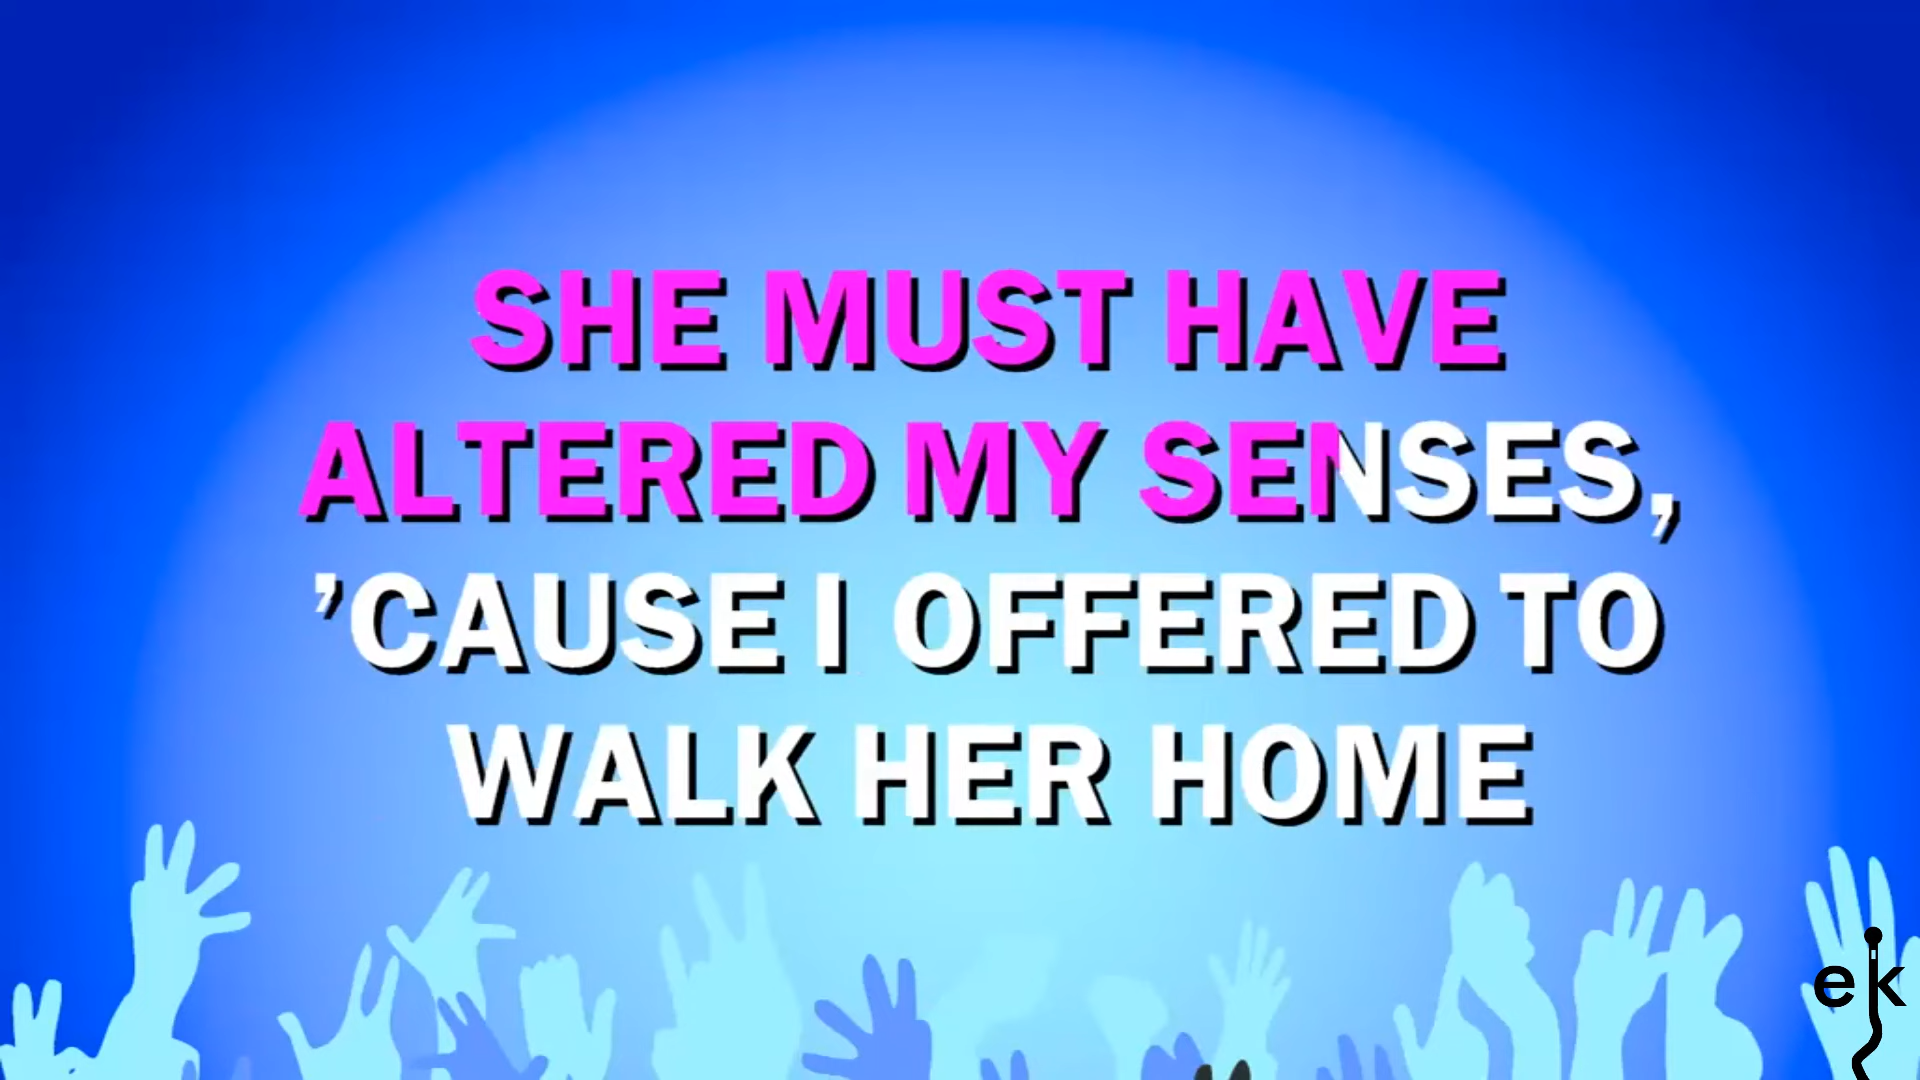 SHE MUST HAVE
ALTERED MY SENSES,
’CAUSE I OFFERED TO
WALK HER HOME
ek